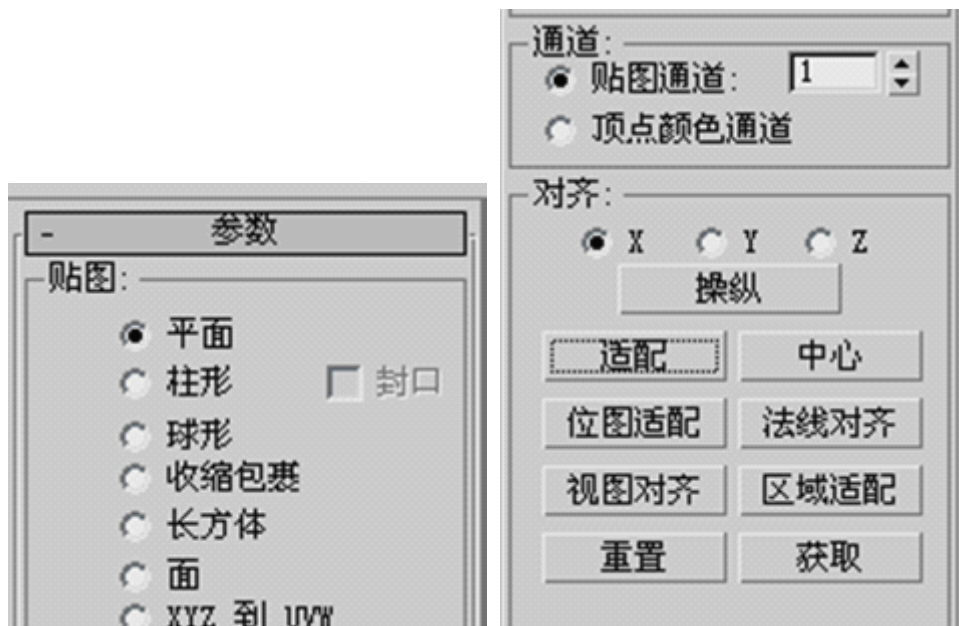 - 参数
贴图:
平面
柱形 封口
球形
收缩包裹
长方体
面
XYZ 到 UVW
通道:
贴图通道: 1
顶点颜色通道
对齐:
X Y Z
操纵
适配 中心
位图适配 法线对齐
视图对齐 区域适配
重置 获取